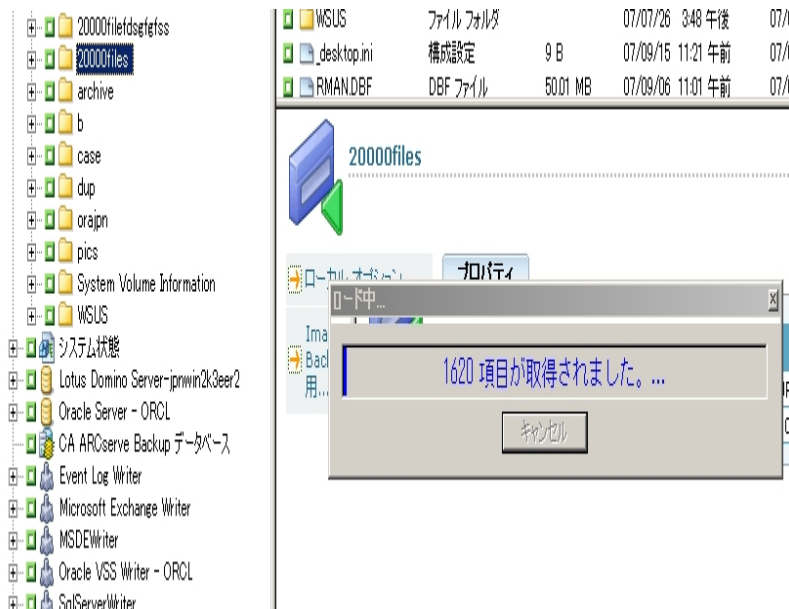 20000filefdsgfgfss
20000files
archive
b
case
dup
orajpn
pics
System Volume Information
WSUS
システム状態
Lotus Domino Server-jpnwin2k3eer2
Oracle Server - ORCL
CA ARCserve Backup データベース
Event Log Writer
Microsoft Exchange Writer
MSDEWriter
Oracle VSS Writer - ORCL
SqlServerWriter
WSUS ファイル フォルダ 07/07/26 3:48 午後 07/
_desktop.ini 構成設定 9 B 07/09/15 11:21 午前 07/
RMAN.DBF DBF ファイル 50.01 MB 07/09/06 11:01 午前 07/
20000files
ローカル オプション プロパティ
Ima
Bac
用...
ロード中...
1620 項目が取得されました。...
キャンセル